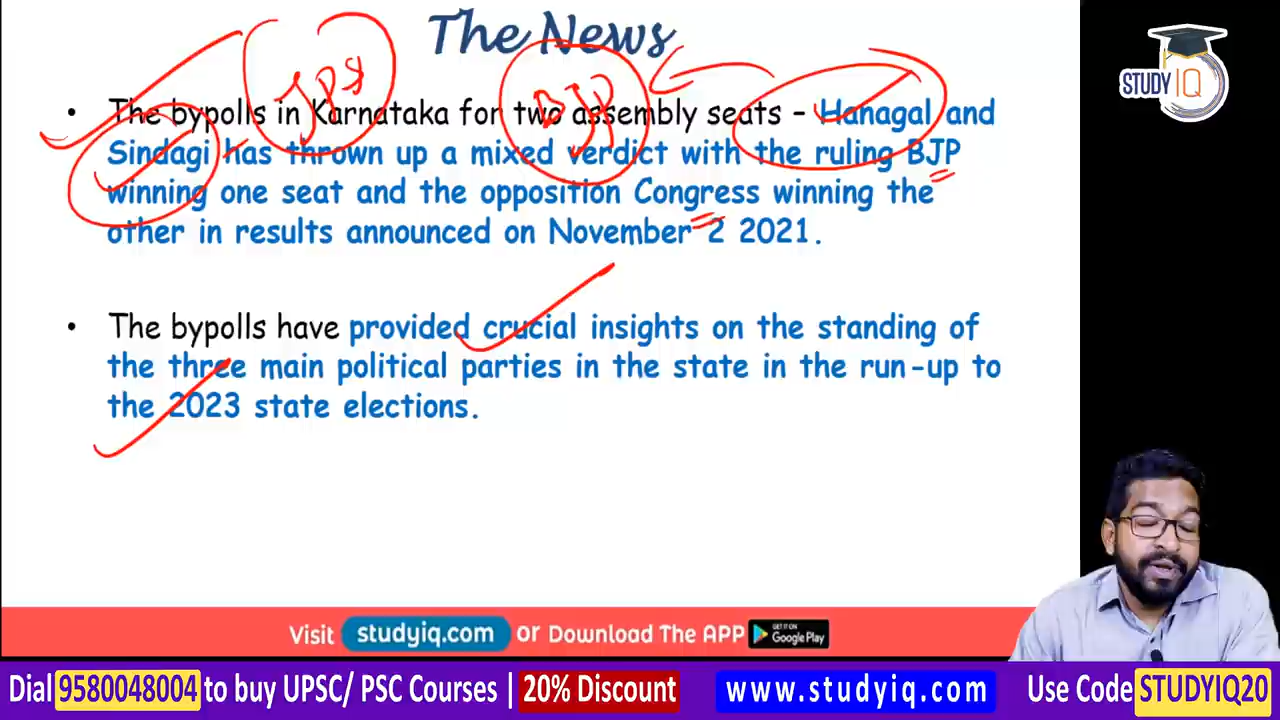 The News
STUDY IQ
JPS
BJP
• The bypolls in Karnataka for two assembly seats – Hanagal and
Sindagi has thrown up a mixed verdict with the ruling BJP
winning one seat and the opposition Congress winning the
other in results announced on November 2 2021.
• The bypolls have provided crucial insights on the standing of
the three main political parties in the state in the run-up to
the 2023 state elections.
Visit studyiq.com or Download The APP GET IT ON Google Play
Dial 9580048004 to buy UPSC/ PSC Courses | 20% Discount www.studyiq.com Use Code STUDYIQ20